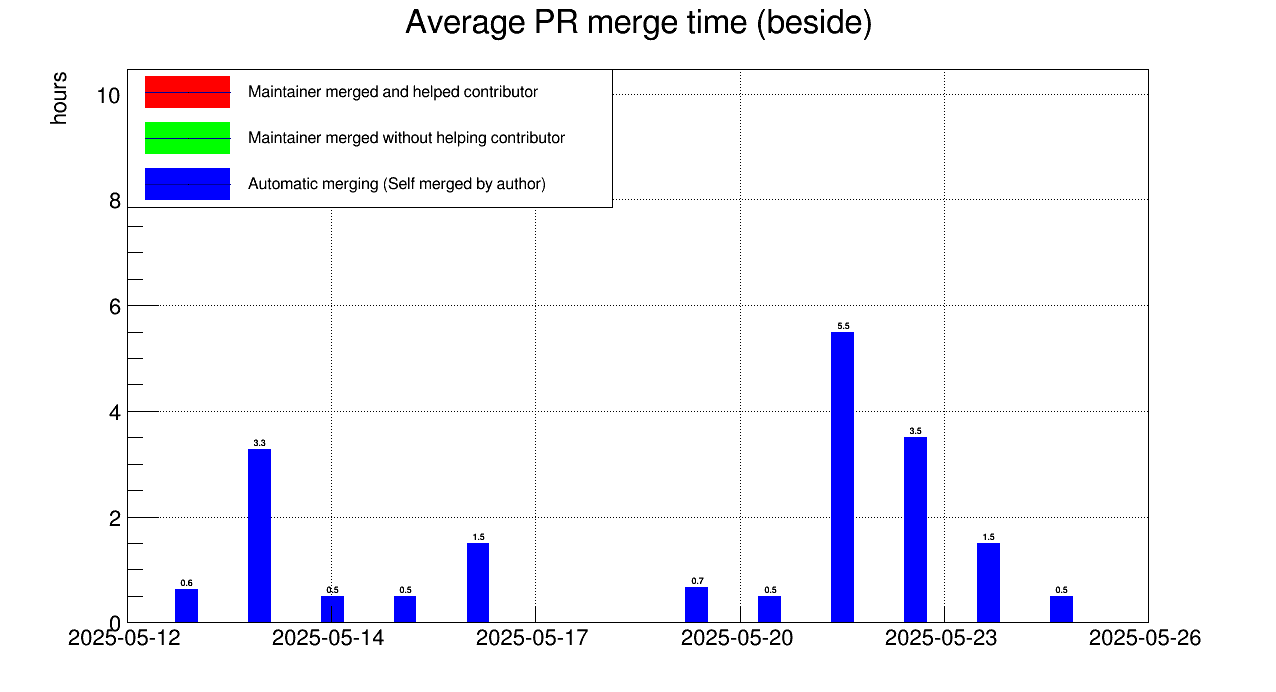 Average PR merge time (beside)
hours
Maintainer merged and helped contributor
Maintainer merged without helping contributor
Automatic merging (Self merged by author)
10
8
6
4
2
0
0.6
3.3
0.5
0.5
1.5
0.7
0.5
5.5
3.5
1.5
0.5
2025-05-12 2025-05-14 2025-05-17 2025-05-20 2025-05-23 2025-05-26